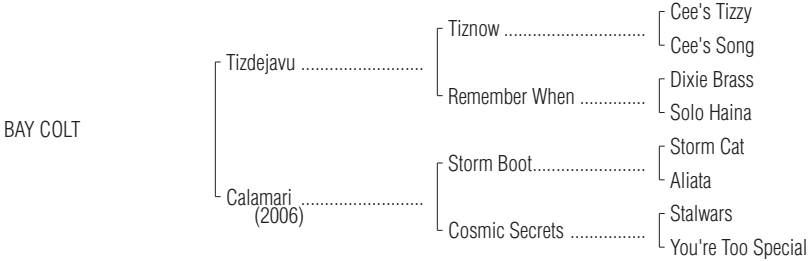 Cee's Tizzy
Tiznow ..............................
Cee's Song
Tizdejavu ..........................
Dixie Brass
Remember When ..............
Solo Haina
BAY COLT
Storm Cat
Storm Boot........................
Aliata
Calamari ..........................
(2006)
Stalwars
Cosmic Secrets ................
You're Too Special